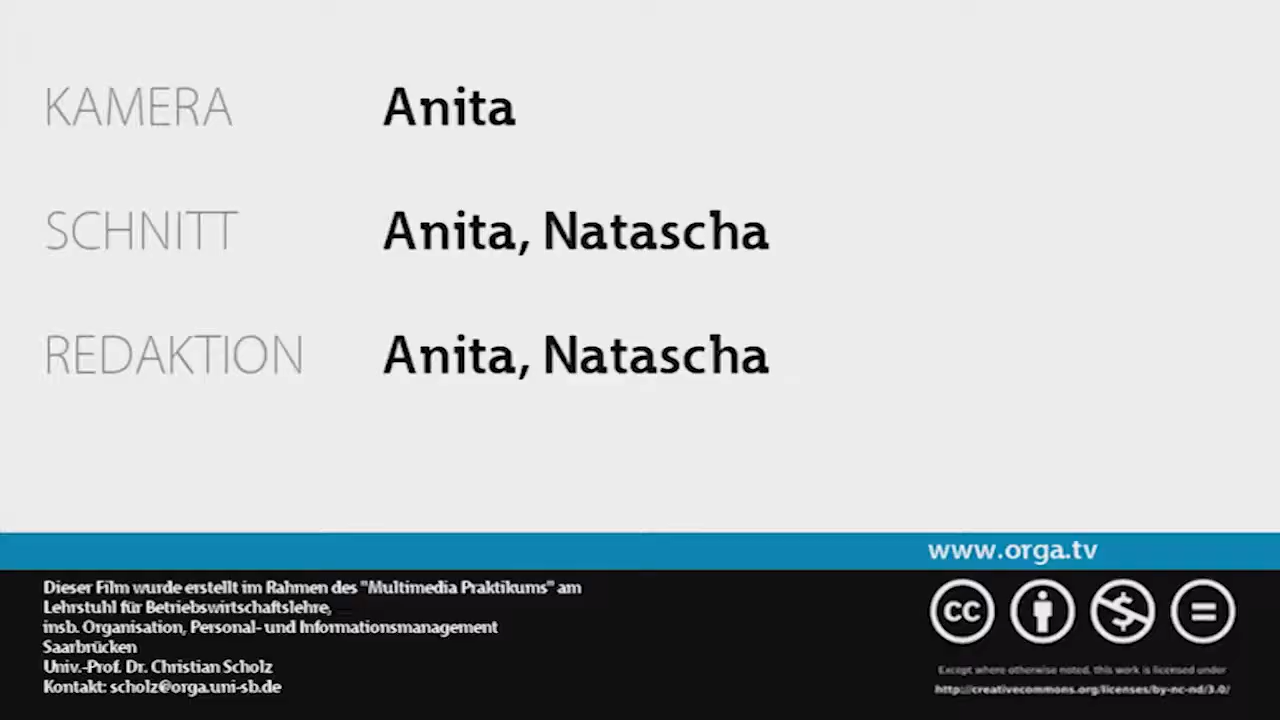 KAMERA Anita
SCHNITT Anita, Natascha
REDAKTION Anita, Natascha
www.orga.tv
Dieser Film wurde erstellt im Rahmen des "Multimedia Praktikums" am
Lehrstuhl für Betriebswirtschaftslehre,
insb. Organisation, Personal- und Informationsmanagement
Saarbrücken
Univ.-Prof. Dr. Christian Scholz
Kontakt: scholz@orga.uni-sb.de
cc
Except where otherwise noted, this work is licensed under
http://creativecommons.org/licenses/by-nc-nd/3.0/